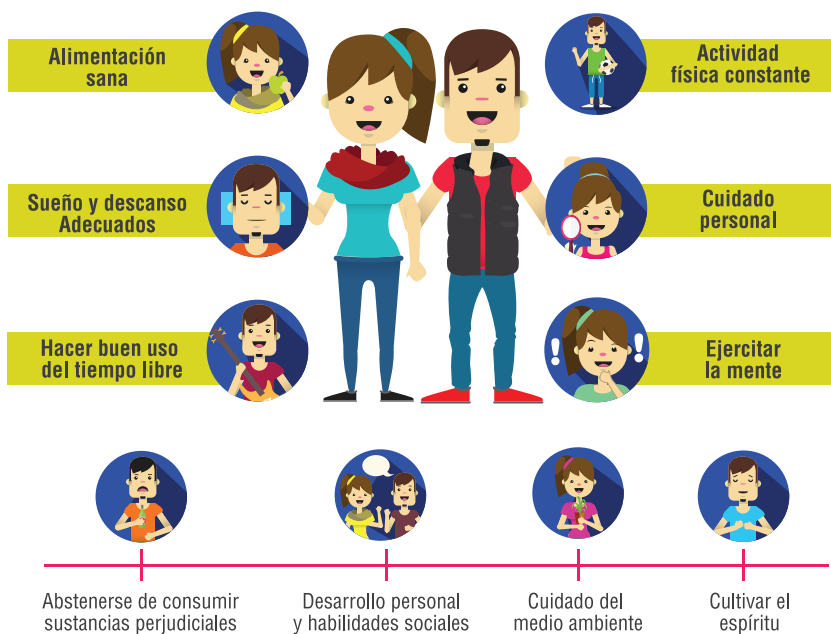 Alimentación
sana
Actividad
física constante
Sueño y descanso
Adecuados
Cuidado
personal
Hacer buen uso
del tiempo libre
Ejercitar
la mente
! !
Abstenerse de consumir
sustancias perjudiciales
Desarrollo personal
y habilidades sociales
Cuidado del
medio ambiente
Cultivar el
espíritu